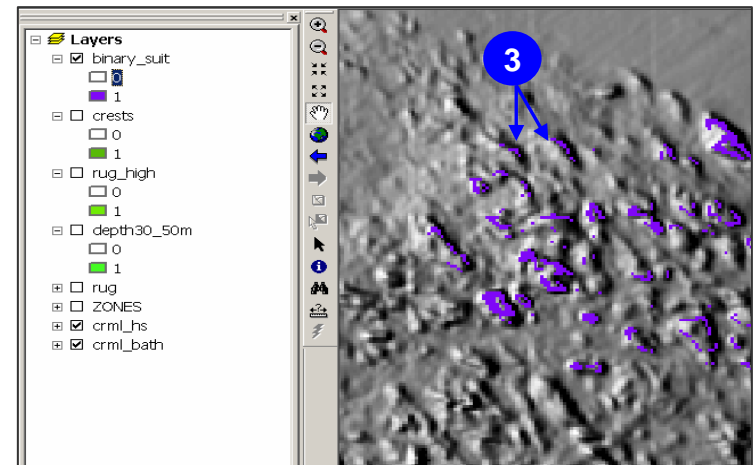 Layers
binary_suit
0
1
crests
0
1
rug_high
0
1
depth30_50m
0
1
rug
ZONES
crml_hs
crml_bath
3